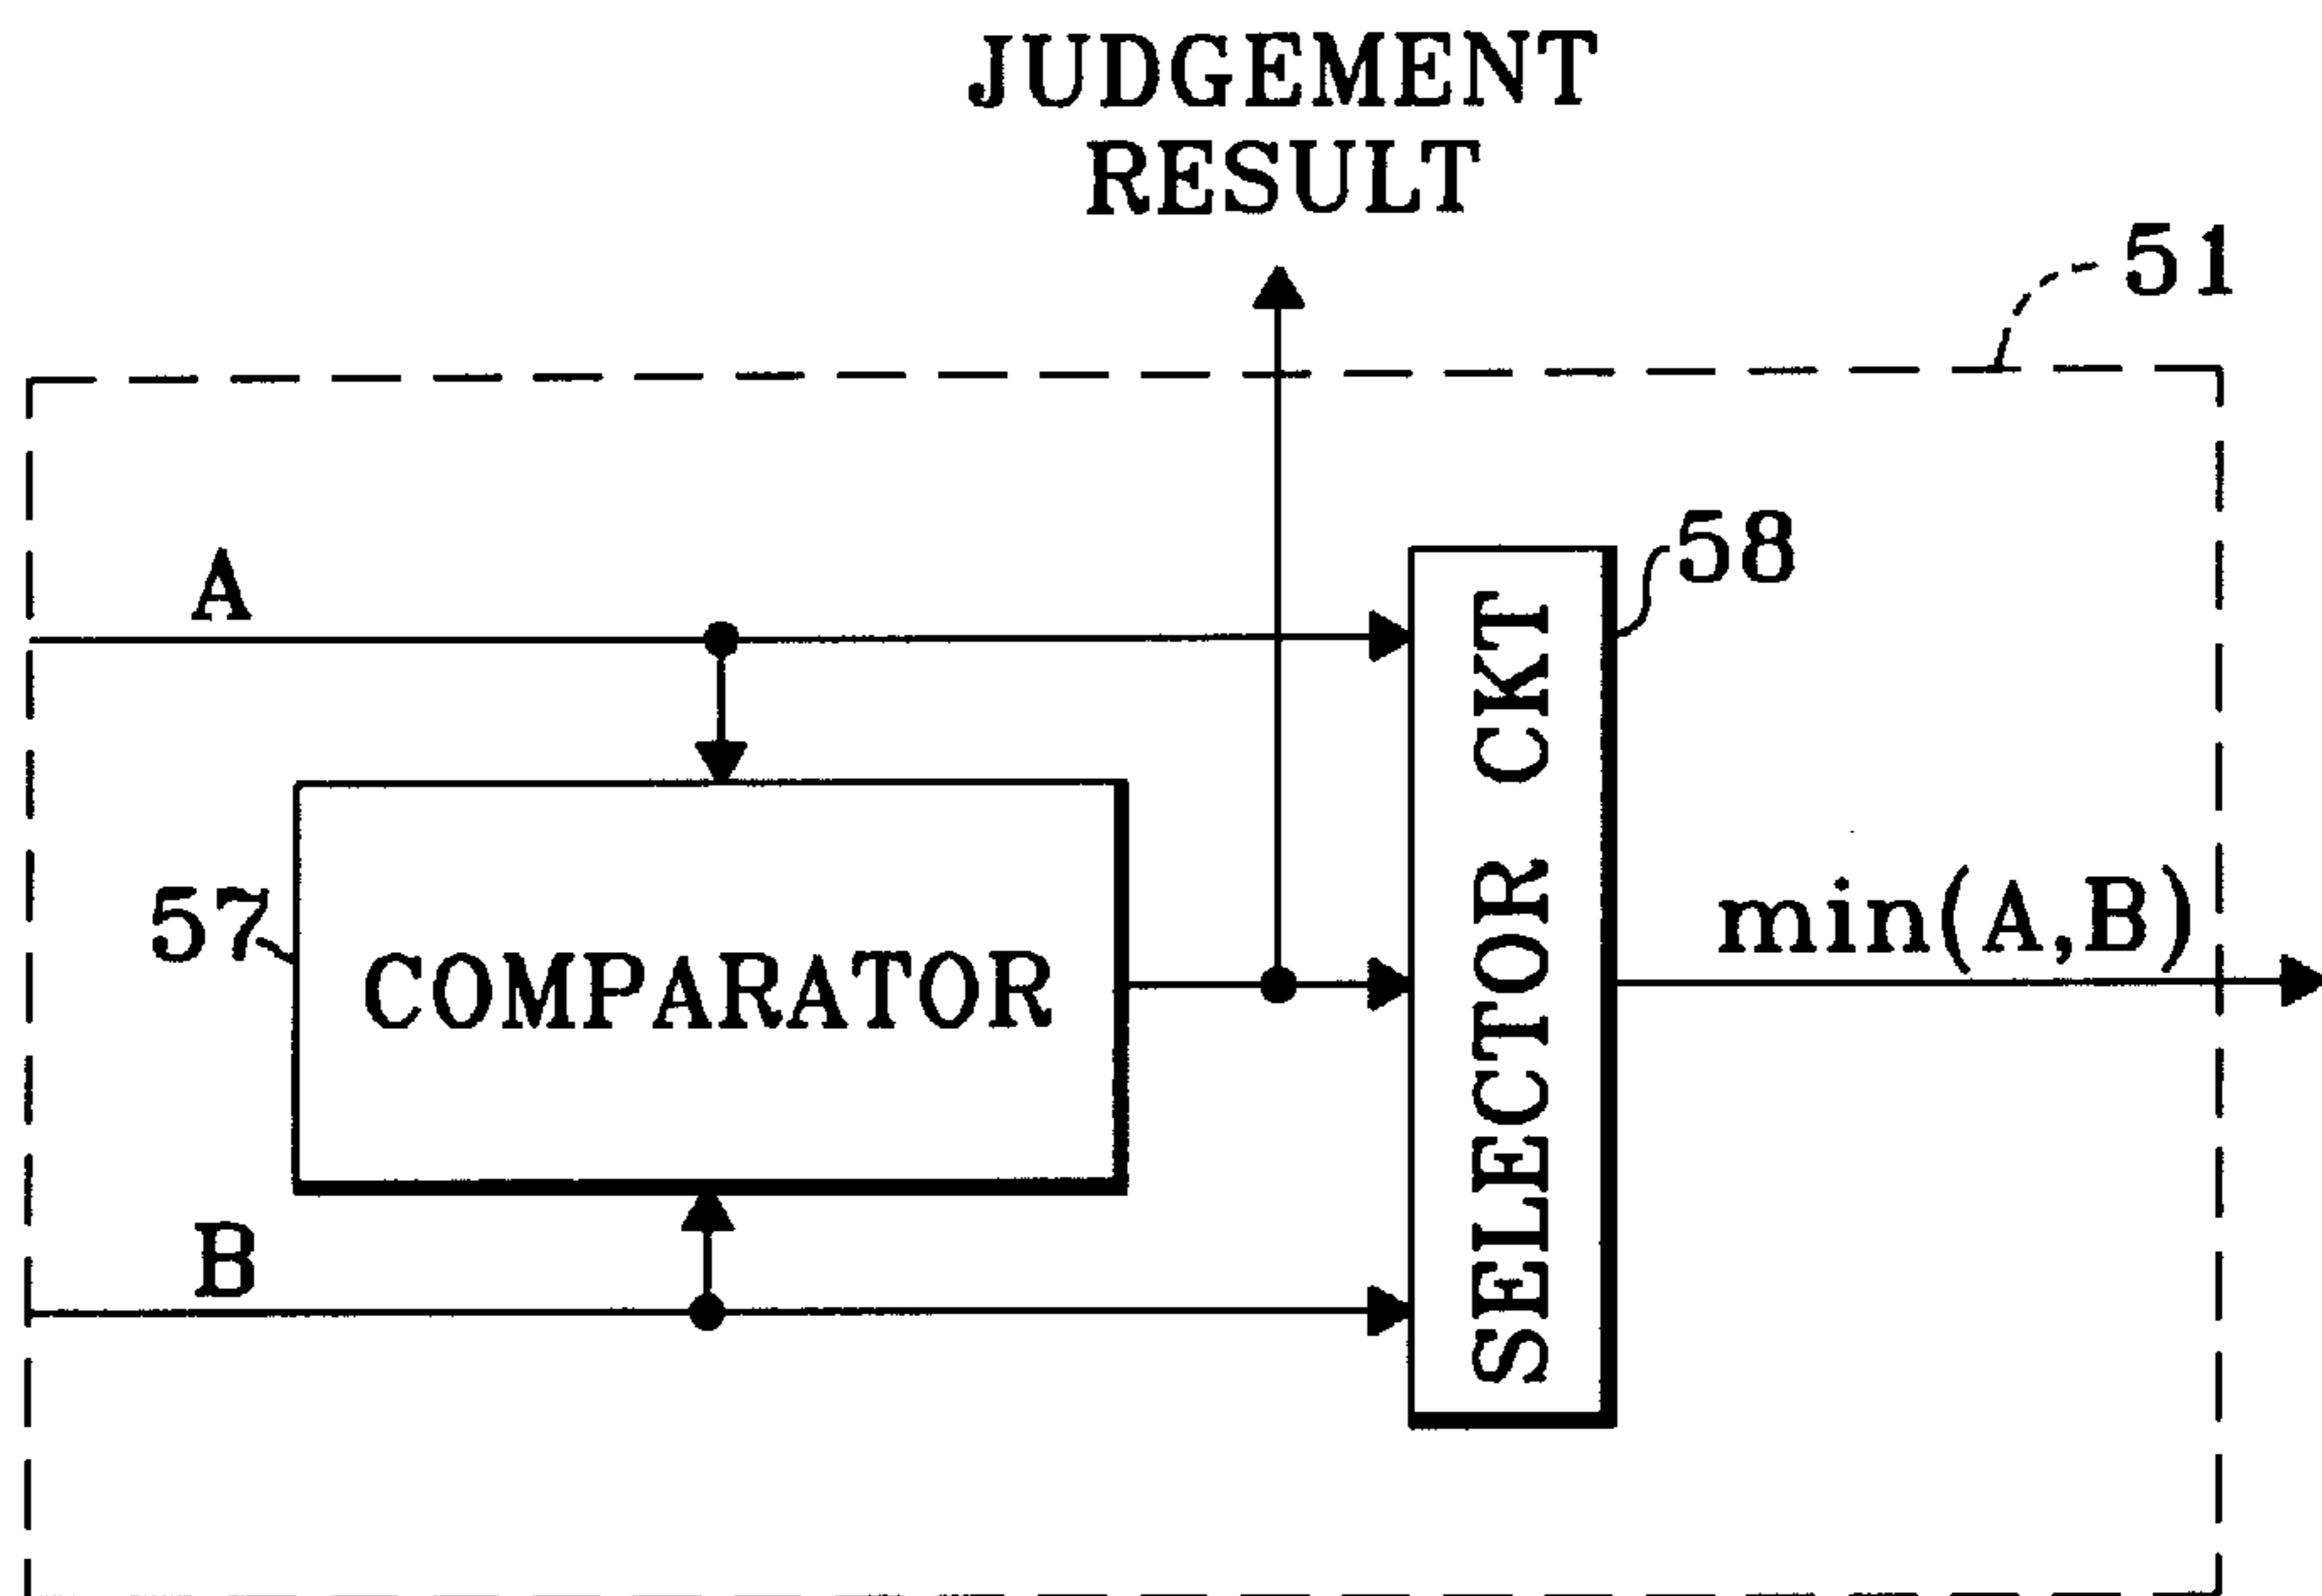 JUDGEMENT
RESULT
51
A
58
SELECTOR CKT
57
COMPARATOR
min(A,B)
B